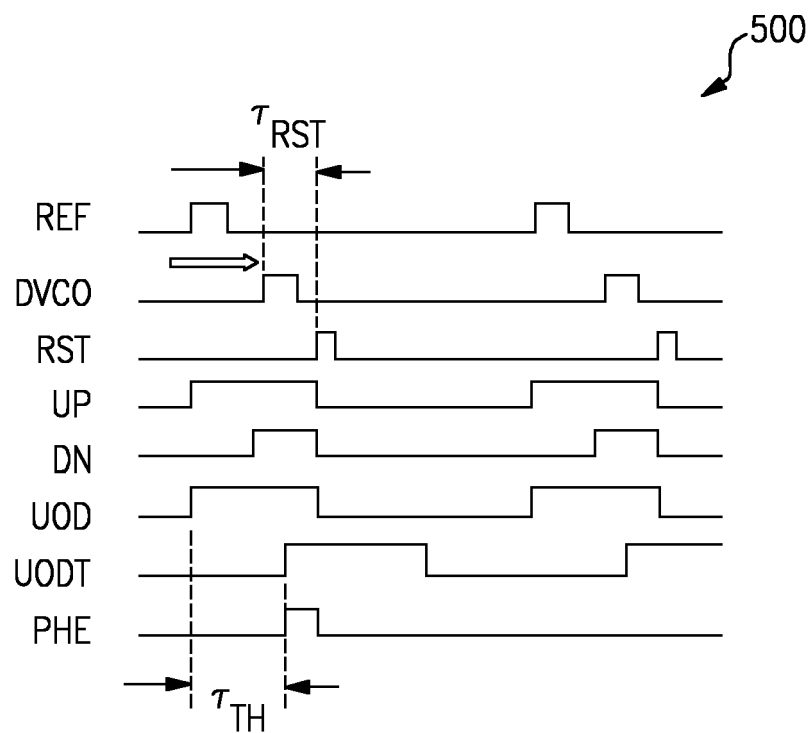 500
τRST
REF
DVCO
RST
UP
DN
UOD
UODT
PHE
τTH